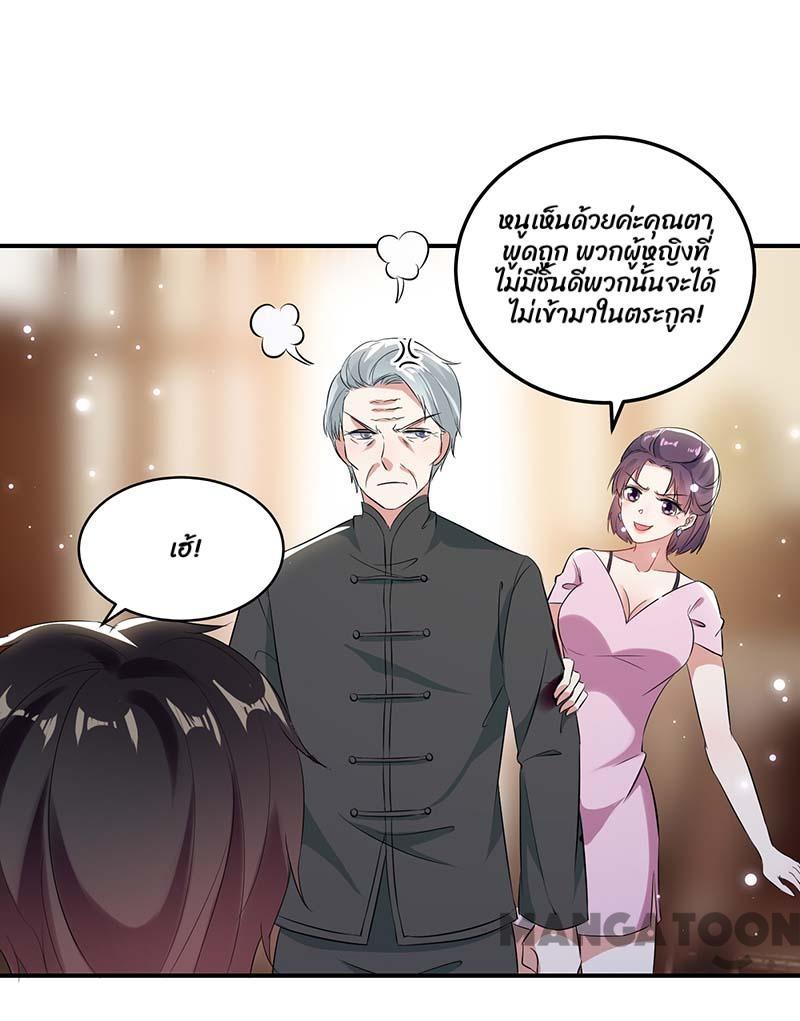 หนูเห็นด้วยค่ะคุณตา
พูดถูก พวกผู้หญิงที่
ไม่มีชิ้นดีพวกนั้นจะได้
ไม่เข้ามาในตระกูล!
เฮ้!
MANGATOON